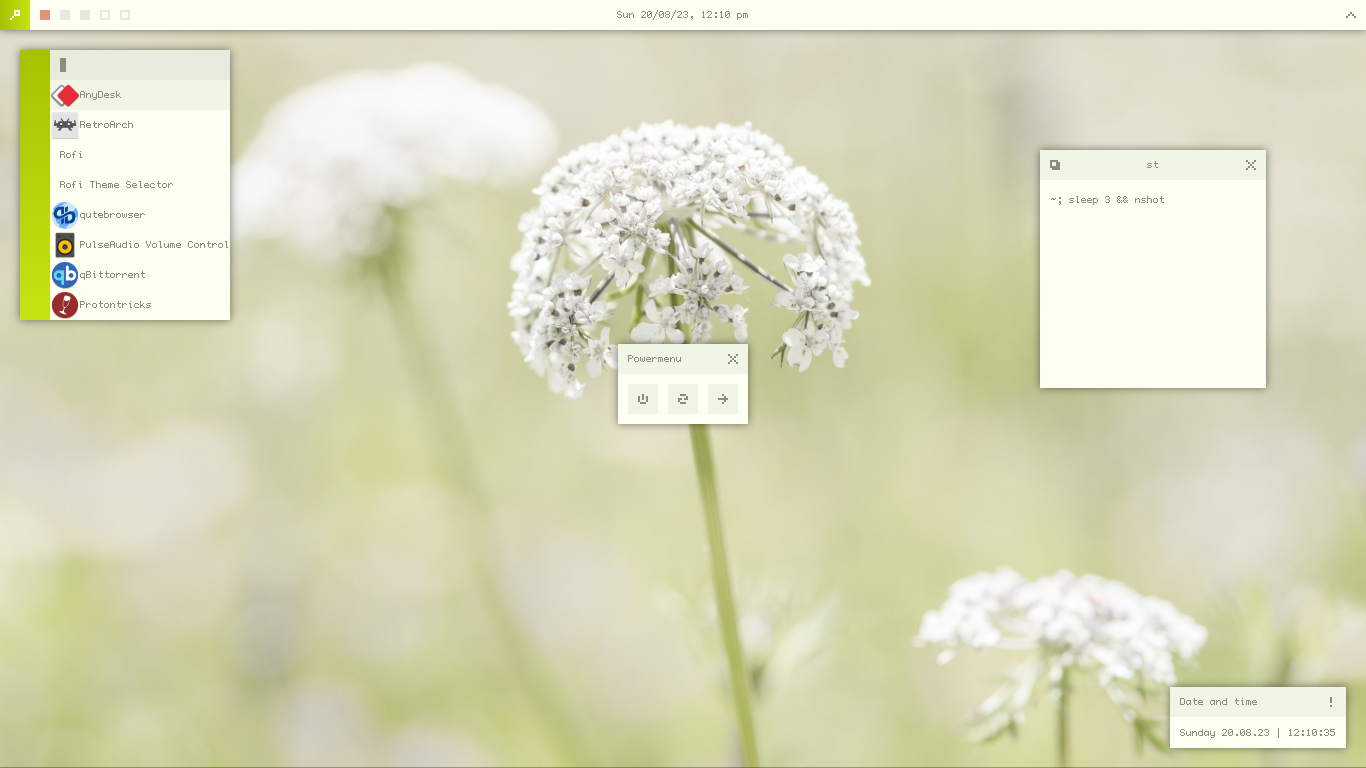 Sun 20/08/23, 12:10 pm
AnyDesk
RetroArch
Rofi
Rofi Theme Selector
qutebrowser
PulseAudio Volume Control
qBittorrent
Protontricks
st
~; sleep 3 && nshot
Powermenu
Date and time !
Sunday 20.08.23 | 12:10:35